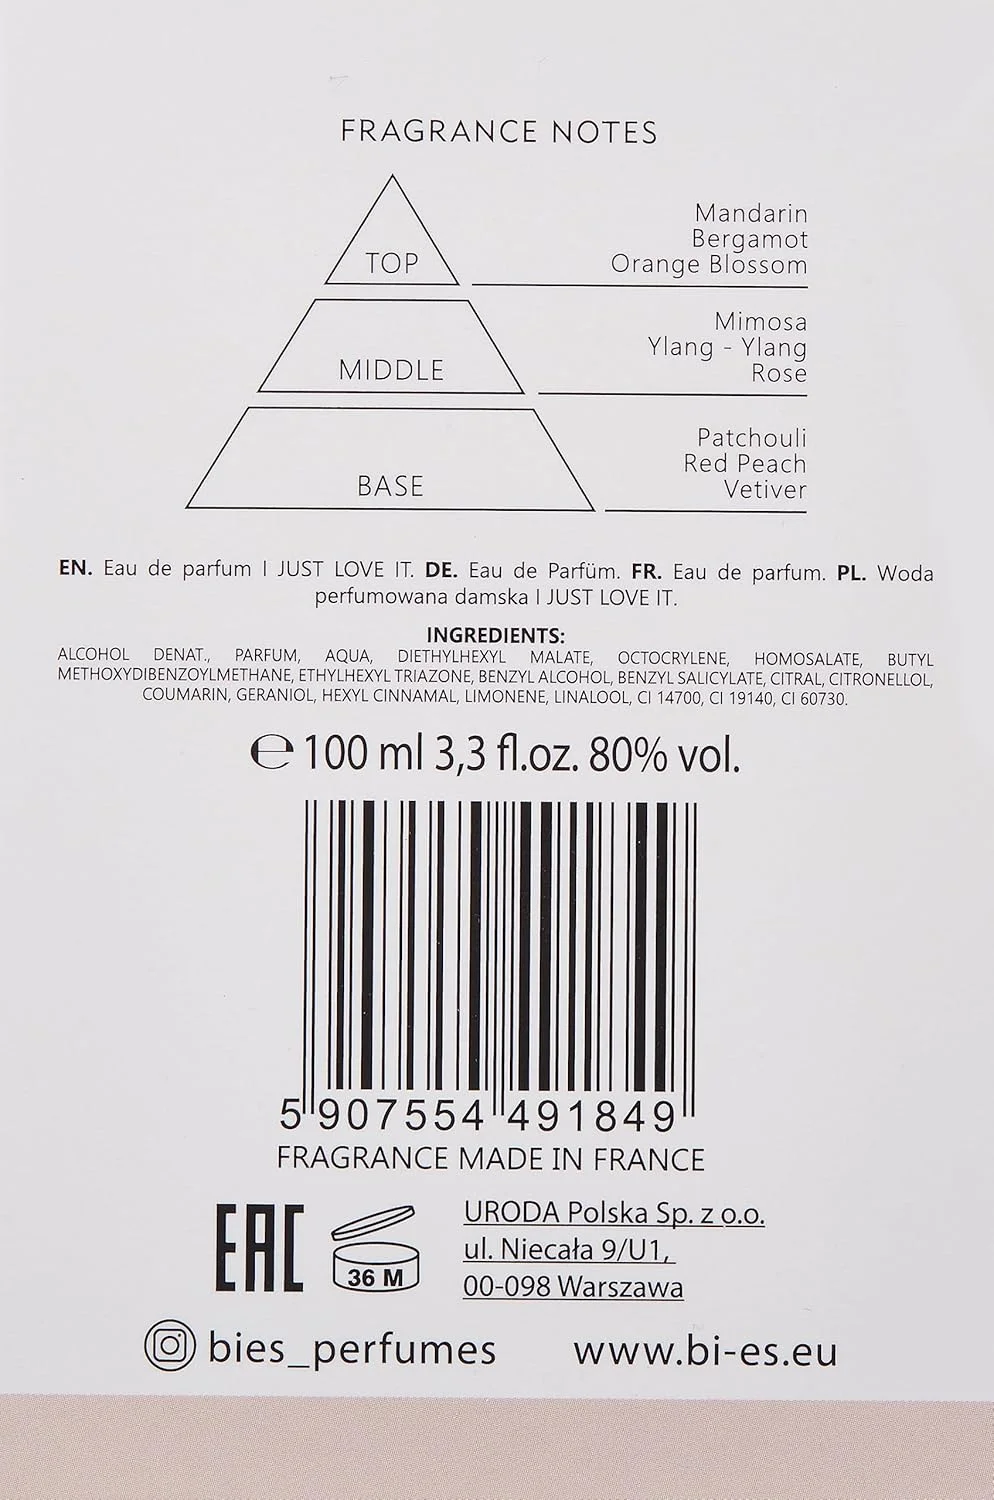 FRAGRANCE NOTES
TOP
Mandarin
Bergamot
Orange Blossom
MIDDLE
Mimosa
Ylang - Ylang
Rose
BASE
Patchouli
Red Peach
Vetiver
EN. Eau de parfum I JUST LOVE IT. DE. Eau de Parfüm. FR. Eau de parfum. PL. Woda
perfumowana damska I JUST LOVE IT.
INGREDIENTS:
ALCOHOL DENAT., PARFUM, AQUA, DIETHYLHEXYL MALATE, OCTOCRYLENE, HOMOSALATE, BUTYL
METHOXYDIBENZOYLMETHANE, ETHYLHEXYL TRIAZONE, BENZYL ALCOHOL, BENZYL SALICYLATE, CITRAL, CITRONELLOL,
COUMARIN, GERANIOL, HEXYL CINNAMAL, LIMONENE, LINALOOL, CI 14700, CI 19140, CI 60730.
℮ 100 ml 3,3 fl.oz. 80% vol.
5 907554 491849
FRAGRANCE MADE IN FRANCE
EAC
36 M
URODA Polska Sp. z o.o.
ul. Niecała 9/U1,
00-098 Warszawa
bies_perfumes
www.bi-es.eu